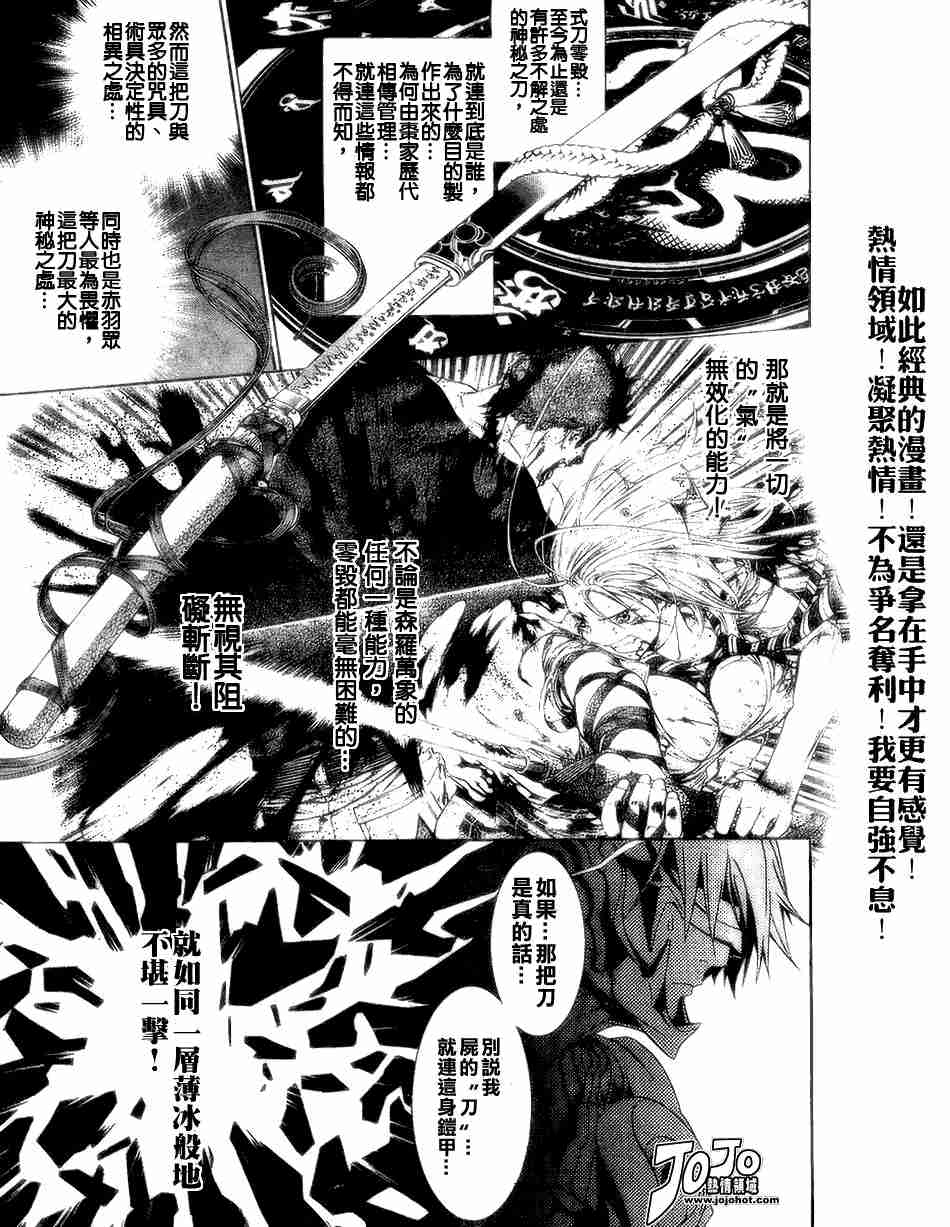 式刀零毀…
至今為止還是
有許多不解之處
的神秘之刀，
就連到底是誰，
為了什麼目的製
作出來的…
為何由棗家歷代
相傳管理…
就連這些情報都
不得而知，
然而這把刀與
眾多的咒具、
術具決定性的
相異之處…
同時也是赤羽眾
等人最為畏懼，
這把刀最大的
神秘之處…
那就是將一切
的〝氣〞
無效化的能力！
不論是森羅萬象的
任何一種能力，
零毀都能毫無困難的…
無視其阻
礙斬斷！
如果…那把刀
是真的話…
別說我
屍的〝刀〞…
就連這身鎧甲…
就如同一層薄冰般地
不堪一擊！
如此經典的漫畫！還是拿在手中才更有感覺！
熱情領域！凝聚熱情！不為爭名奪利！我要自強不息！
JOJO
熱情領域
www.jojohot.com